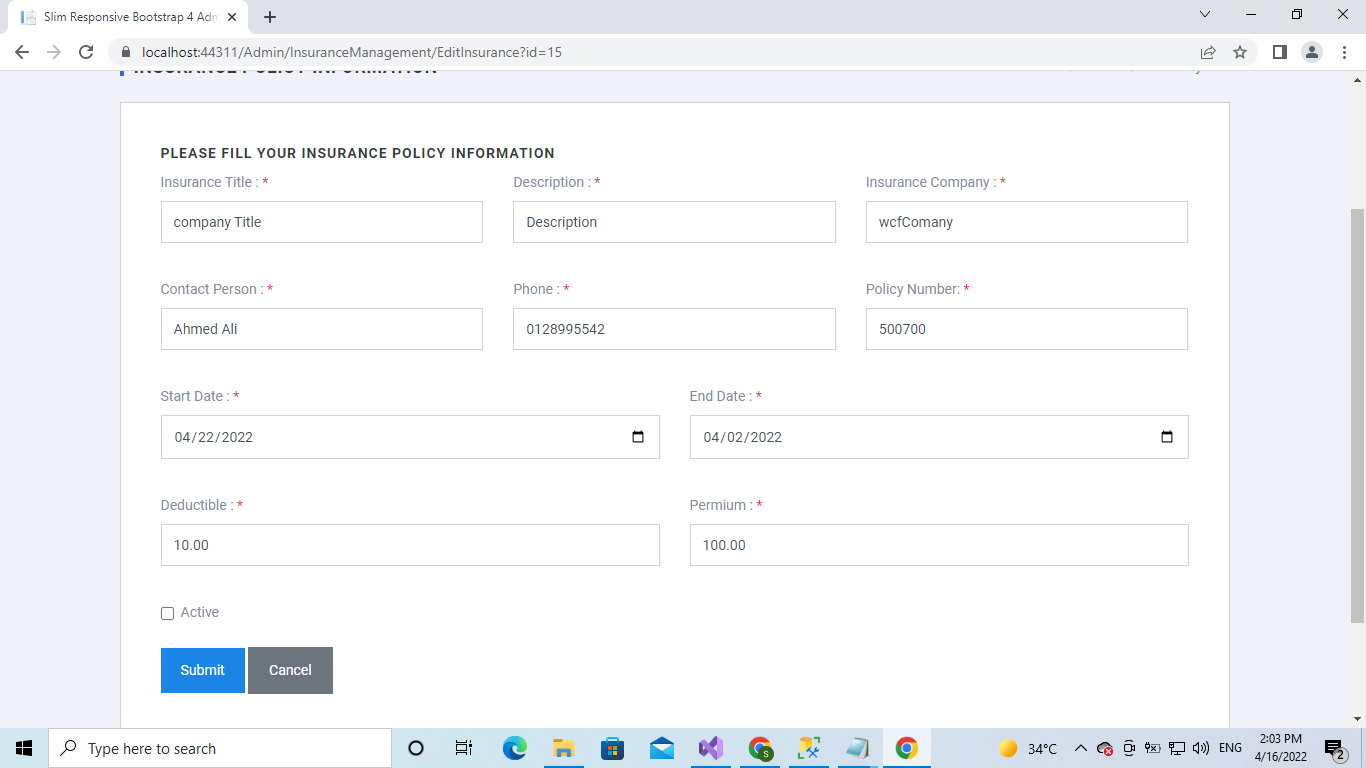 Slim Responsive Bootstrap 4 Adm
localhost:44311/Admin/InsuranceManagement/EditInsurance?id=15
INSURANCE POLICY INFORMATION
PLEASE FILL YOUR INSURANCE POLICY INFORMATION
Insurance Title : * Description : * Insurance Company : *
company Title Description wcfComany
Contact Person : * Phone : * Policy Number: *
Ahmed Ali 0128995542 500700
Start Date : * End Date : *
04/22/2022 04/02/2022
Deductible : * Permium : *
10.00 100.00
Active
Submit Cancel
Type here to search 34°C ENG 2:03 PM
4/16/2022 2